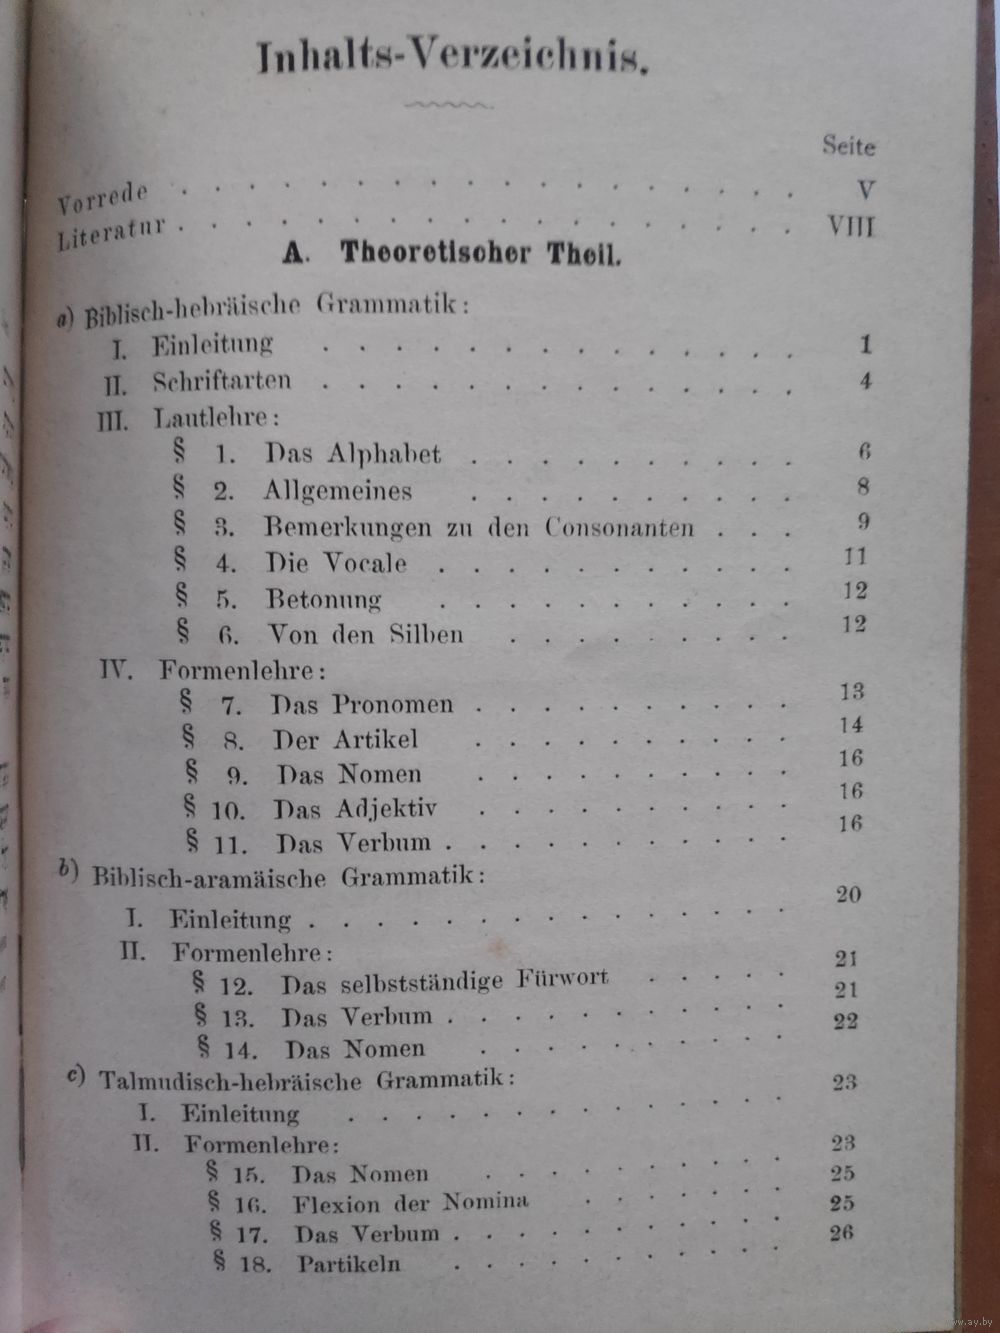 Inhalts-Verzeichnis.
Seite
Vorrede . . . . . . . . . . . . . . . . . . V
Literatur . . . . . . . . . . . . . . . . . . VIII
A. Theoretischer Theil.
a) Biblisch-hebräische Grammatik:
I. Einleitung . . . . . . . . . . . . . . 1
II. Schriftarten . . . . . . . . . . . . . . 4
III. Lautlehre:
§ 1. Das Alphabet . . . . . . . . . . 6
§ 2. Allgemeines . . . . . . . . . . 8
§ 3. Bemerkungen zu den Consonanten . . . 9
§ 4. Die Vocale . . . . . . . . . . . 11
§ 5. Betonung . . . . . . . . . . . 12
§ 6. Von den Silben . . . . . . . . . 12
IV. Formenlehre:
§ 7. Das Pronomen . . . . . . . . . . 13
§ 8. Der Artikel . . . . . . . . . . 14
§ 9. Das Nomen . . . . . . . . . . 16
§ 10. Das Adjektiv . . . . . . . . . . 16
§ 11. Das Verbum . . . . . . . . . . . 16
b) Biblisch-aramäische Grammatik:
I. Einleitung . . . . . . . . . . . . . . . 20
II. Formenlehre:
§ 12. Das selbstständige Fürwort . . . . . 21
§ 13. Das Verbum . . . . . . . . . . . 21
§ 14. Das Nomen . . . . . . . . . . 22
c) Talmudisch-hebräische Grammatik:
I. Einleitung . . . . . . . . . . . . . . 23
II. Formenlehre:
§ 15. Das Nomen . . . . . . . . . . 23
§ 16. Flexion der Nomina . . . . . . . 25
§ 17. Das Verbum . . . . . . . . . . . 25
§ 18. Partikeln . . . . . . . . . . . 26
www.ay.by